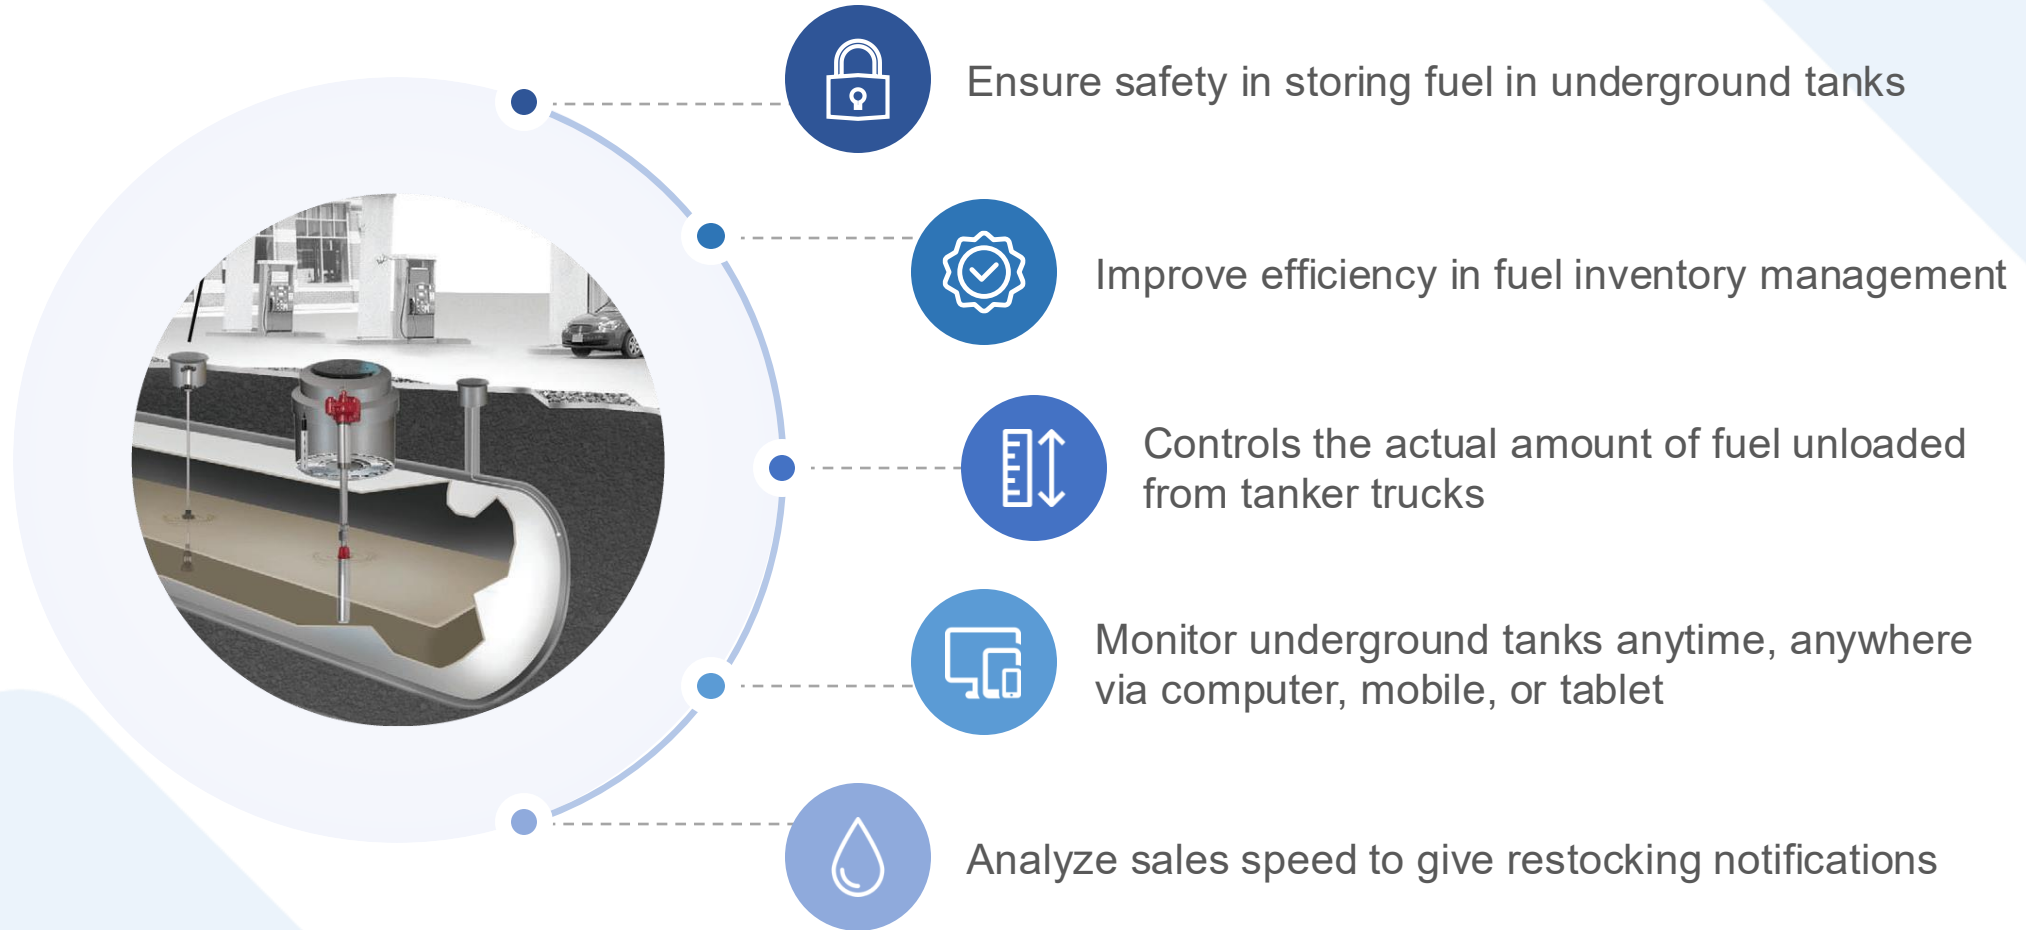 Ensure safety in storing fuel in underground tanks
Improve efficiency in fuel inventory management
Controls the actual amount of fuel unloaded
from tanker trucks
Monitor underground tanks anytime, anywhere
via computer, mobile, or tablet
Analyze sales speed to give restocking notifications